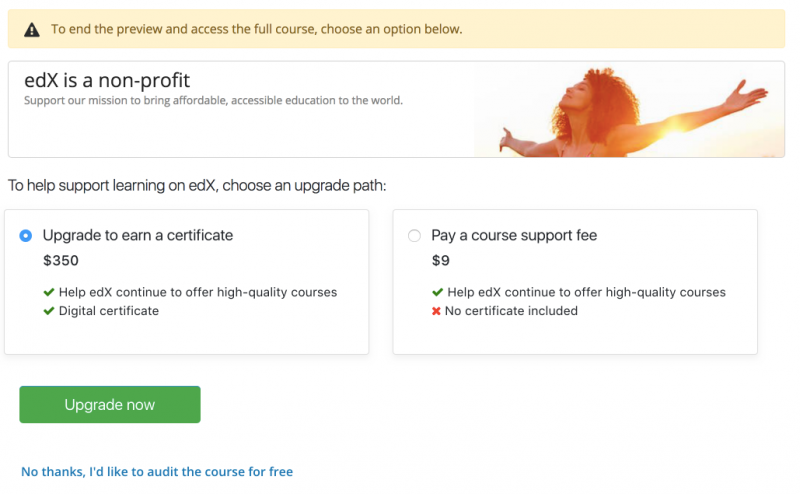 To end the preview and access the full course, choose an option below.
edX is a non-profit
Support our mission to bring affordable, accessible education to the world.
To help support learning on edX, choose an upgrade path:
Upgrade to earn a certificate
$350
Help edX continue to offer high-quality courses
Digital certificate
Pay a course support fee
$9
Help edX continue to offer high-quality courses
No certificate included
Upgrade now
No thanks, I'd like to audit the course for free